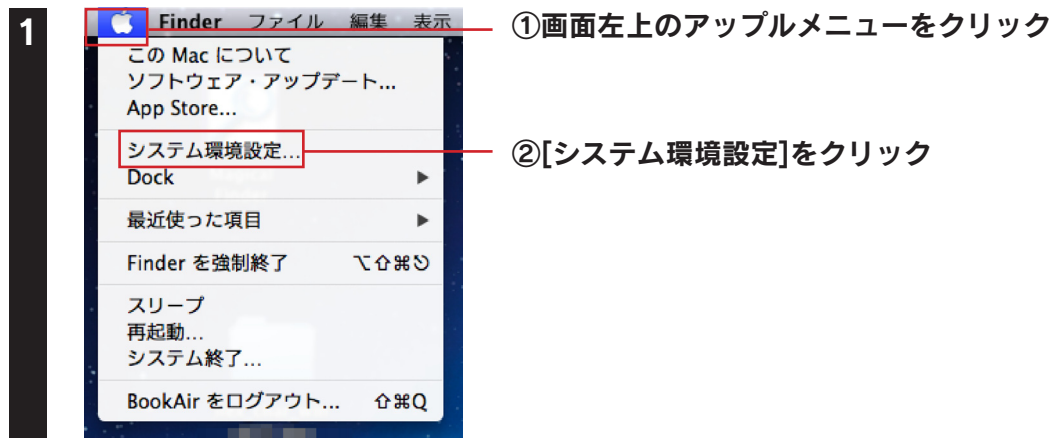 1
Finder ファイル 編集 表示
①画面左上のアップルメニューをクリック
この Mac について
ソフトウェア・アップデート...
App Store...
システム環境設定...
②[システム環境設定]をクリック
Dock ▶
最近使った項目 ▶
Finder を強制終了 ⌥⇧⌘⎋
スリープ
再起動...
システム終了...
BookAir をログアウト... ⇧⌘Q